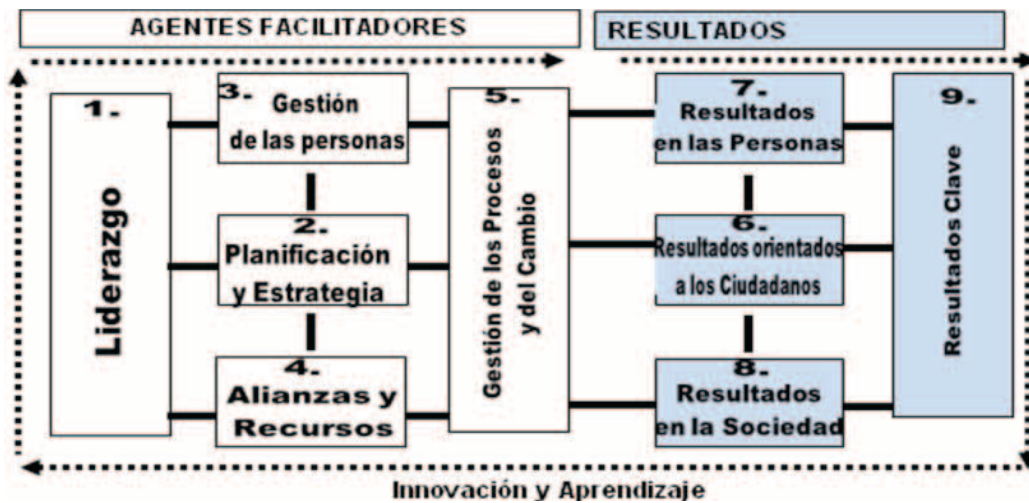 AGENTES FACILITADORES
RESULTADOS
1.-
Liderazgo
3.-
Gestión
de las personas
2.-
Planificación
y Estrategia
4.-
Alianzas y
Recursos
5.-
Gestión de los Procesos
y del Cambio
7.-
Resultados
en las Personas
6.-
Resultados orientados
a los Ciudadanos
8.-
Resultados
en la Sociedad
9.-
Resultados Clave
Innovación y Aprendizaje